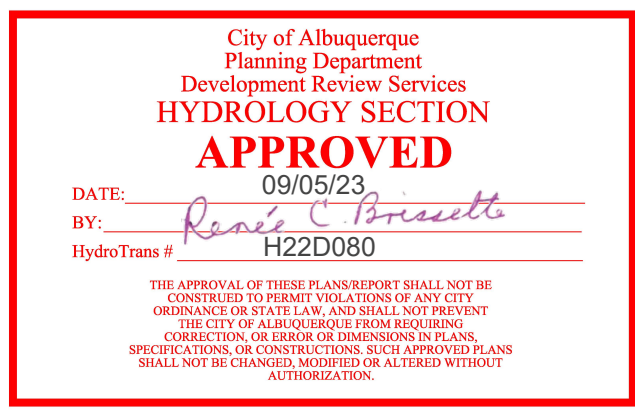 City of Albuquerque
Planning Department
Development Review Services
HYDROLOGY SECTION
APPROVED
DATE: 09/05/23
BY: Renée C. Brissette
HydroTrans # H22D080
THE APPROVAL OF THESE PLANS/REPORT SHALL NOT BE
CONSTRUED TO PERMIT VIOLATIONS OF ANY CITY
ORDINANCE OR STATE LAW, AND SHALL NOT PREVENT
THE CITY OF ALBUQUERQUE FROM REQUIRING
CORRECTION, OR ERROR OR DIMENSIONS IN PLANS,
SPECIFICATIONS, OR CONSTRUCTIONS. SUCH APPROVED PLANS
SHALL NOT BE CHANGED, MODIFIED OR ALTERED WITHOUT
AUTHORIZATION.